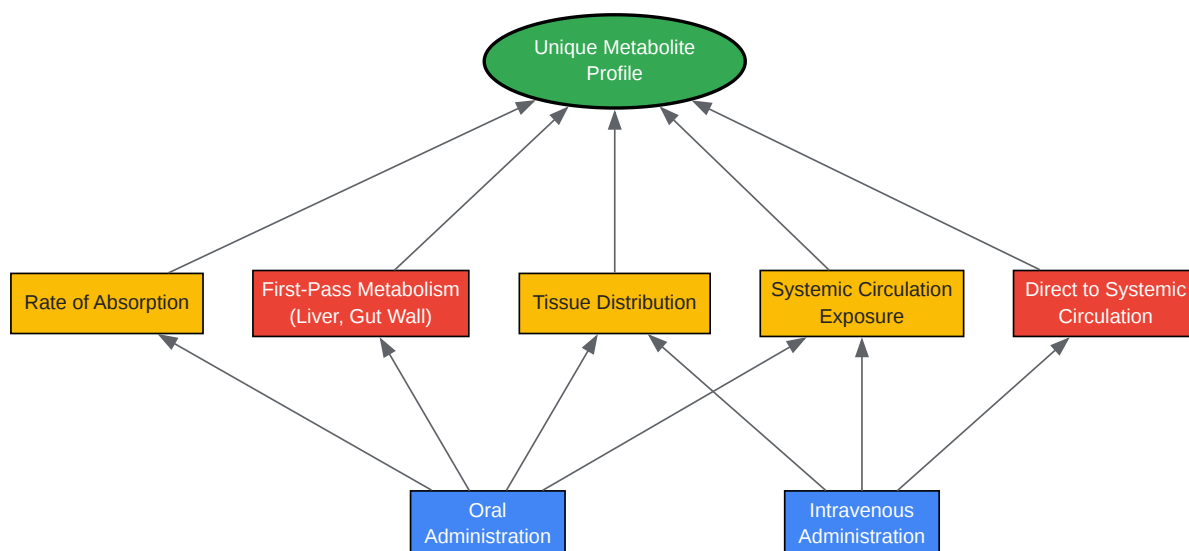 Unique Metabolite
Profile
Rate of Absorption
First-Pass Metabolism
(Liver, Gut Wall)
Tissue Distribution
Systemic Circulation
Exposure
Direct to Systemic
Circulation
Oral
Administration
Intravenous
Administration